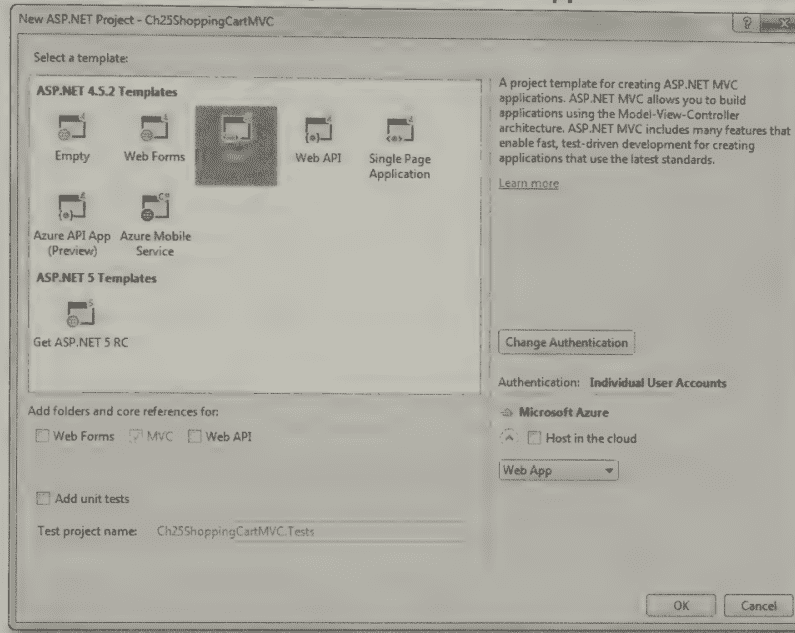 New ASP.NET Project - Ch25ShoppingCartMVC
Select a template:
ASP.NET 4.5.2 Templates
Empty
Web Forms
Web API
Single Page
Application
Azure API App
(Preview)
Azure Mobile
Service
ASP.NET 5 Templates
Get ASP.NET 5 RC
A project template for creating ASP.NET MVC
applications. ASP.NET MVC allows you to build
applications using the Model-View-Controller
architecture. ASP.NET MVC includes many features that
enable fast, test-driven development for creating
applications that use the latest standards.
Learn more
Change Authentication
Authentication: Individual User Accounts
Microsoft Azure
Host in the cloud
Web App
Add folders and core references for:
Web Forms MVC Web API
Add unit tests
Test project name: Ch25ShoppingCartMVC.Tests
OK Cancel